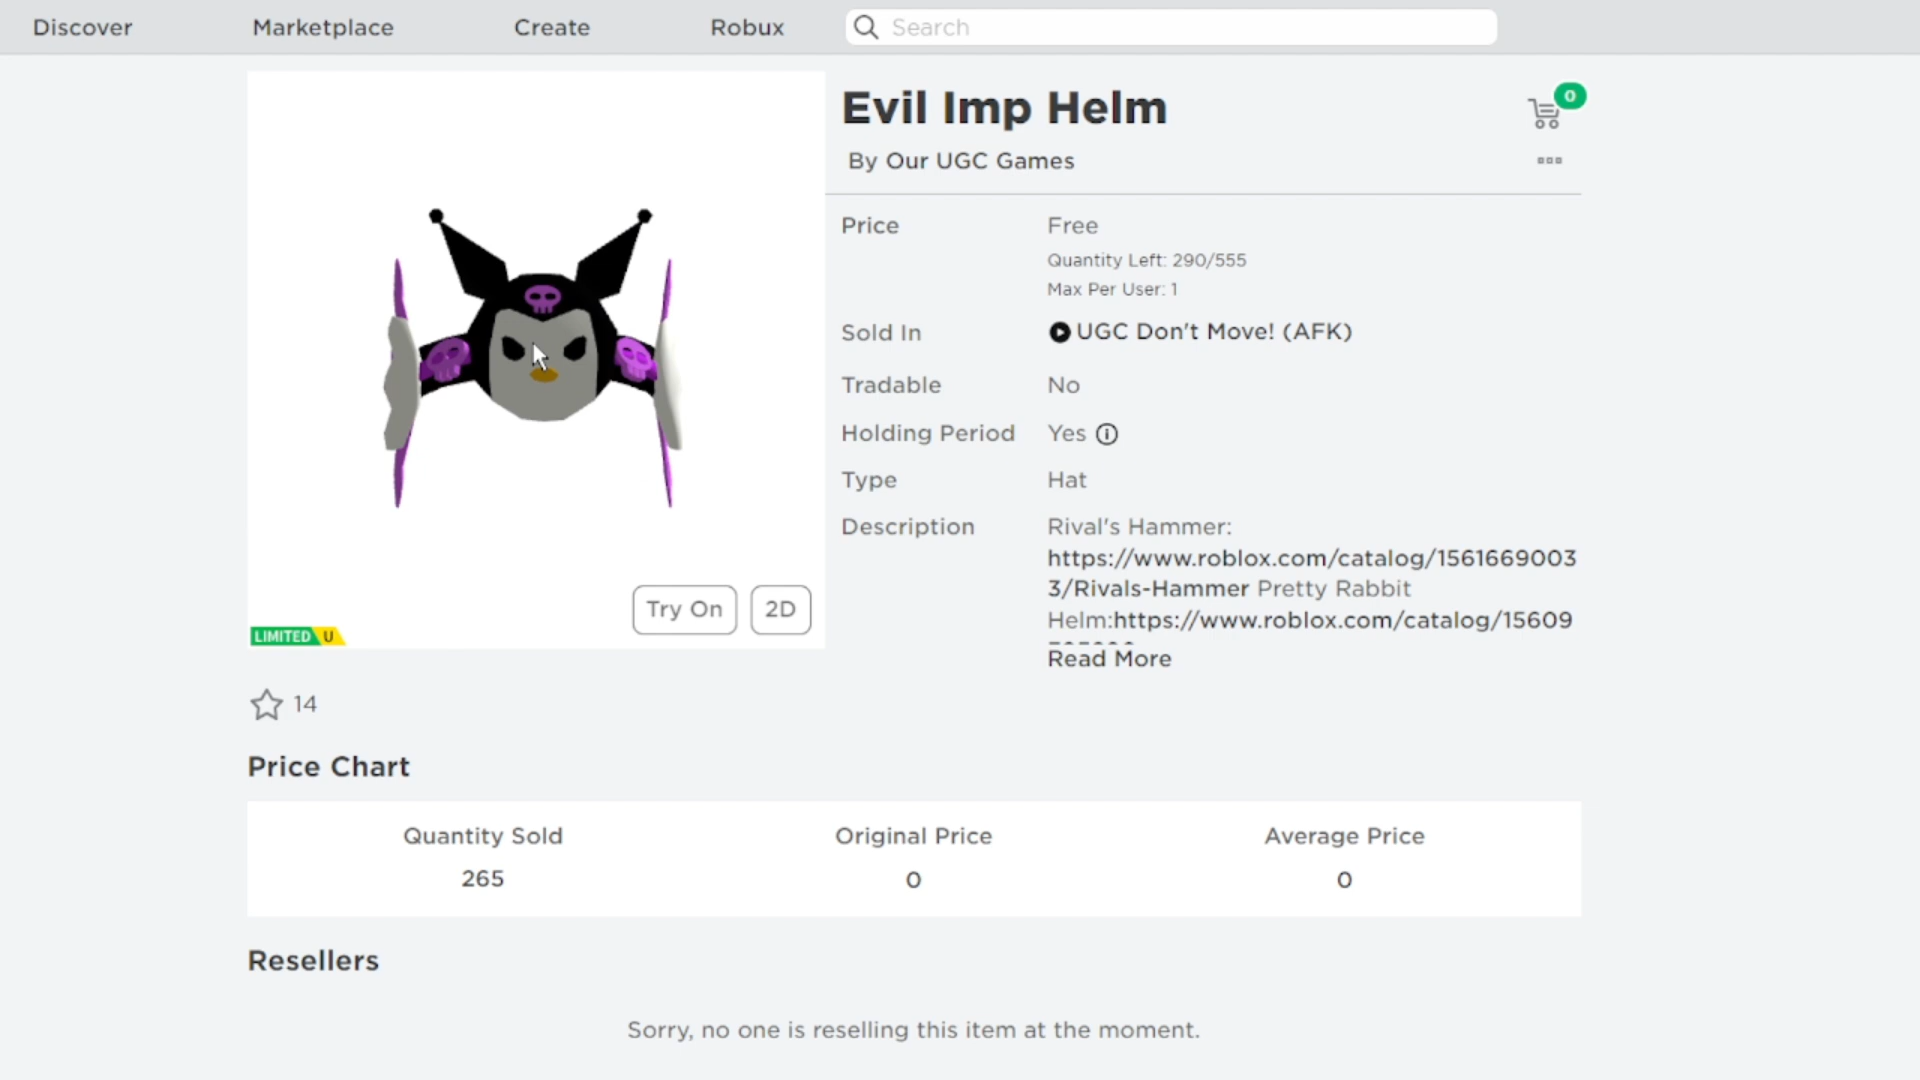 Discover Marketplace Create Robux Search
Evil Imp Helm
0
By Our UGC Games
Price Free
Quantity Left: 290/555
Max Per User: 1
Sold In UGC Don't Move! (AFK)
Tradable No
Holding Period Yes
Type Hat
Description Rival's Hammer:
https://www.roblox.com/catalog/1561669003
3/Rivals-Hammer Pretty Rabbit
Helm:https://www.roblox.com/catalog/15609
Read More
Try On 2D
LIMITED U
14
Price Chart
Quantity Sold Original Price Average Price
265 0 0
Resellers
Sorry, no one is reselling this item at the moment.